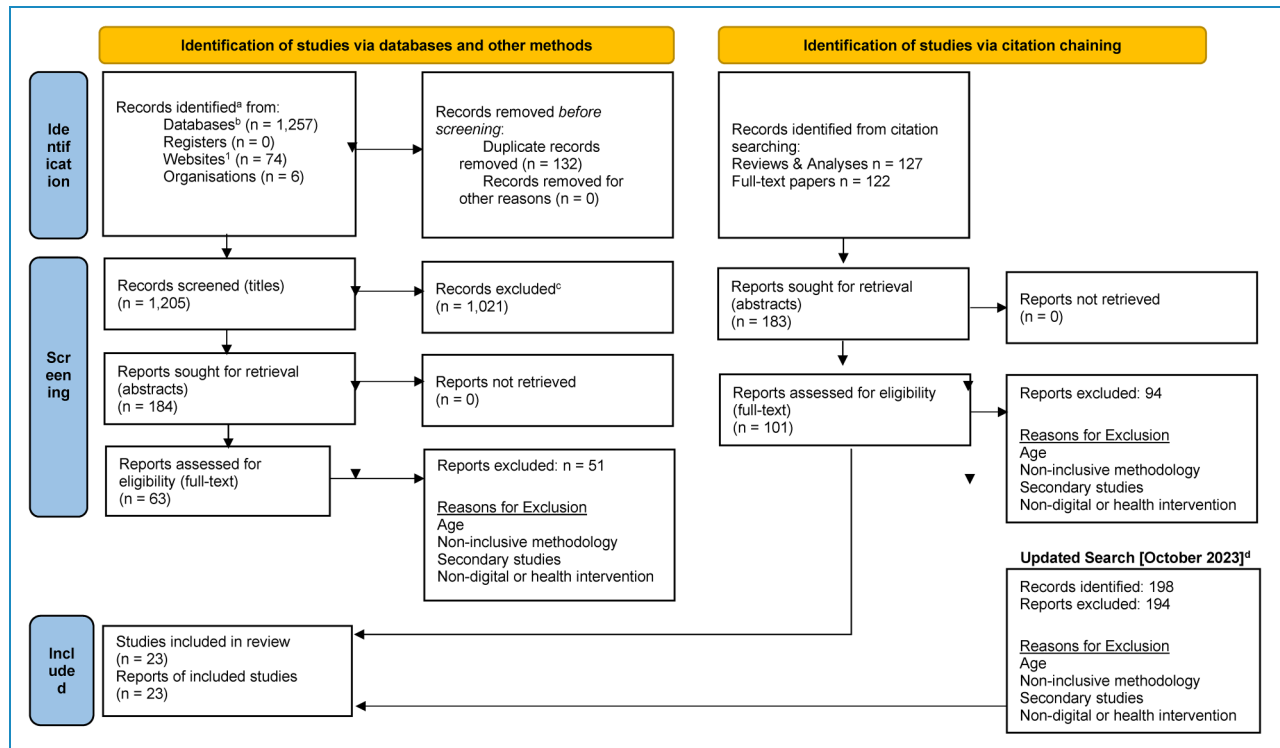 Identification of studies via databases and other methods
Identification of studies via citation chaining
Ide
ntif
icat
ion
Records identifiedᵃ from:
Databasesᵇ (n = 1,257)
Registers (n = 0)
Websites¹ (n = 74)
Organisations (n = 6)
Records removed before
screening:
Duplicate records
removed (n = 132)
Records removed for
other reasons (n = 0)
Records identified from citation
searching:
Reviews & Analyses n = 127
Full-text papers n = 122
Scr
een
ing
Records screened (titles)
(n = 1,205)
Records excludedᶜ
(n = 1,021)
Reports sought for retrieval
(abstracts)
(n = 183)
Reports not retrieved
(n = 0)
Reports sought for retrieval
(abstracts)
(n = 184)
Reports not retrieved
(n = 0)
Reports assessed for eligibility
(full-text)
(n = 101)
Reports excluded: 94
Reasons for Exclusion
Age
Non-inclusive methodology
Secondary studies
Non-digital or health intervention
Reports assessed for
eligibility (full-text)
(n = 63)
Reports excluded: n = 51
Reasons for Exclusion
Age
Non-inclusive methodology
Secondary studies
Non-digital or health intervention
Updated Search [October 2023]ᵈ
Records identified: 198
Reports excluded: 194
Reasons for Exclusion
Age
Non-inclusive methodology
Secondary studies
Non-digital or health intervention
Incl
ude
d
Studies included in review
(n = 23)
Reports of included studies
(n = 23)